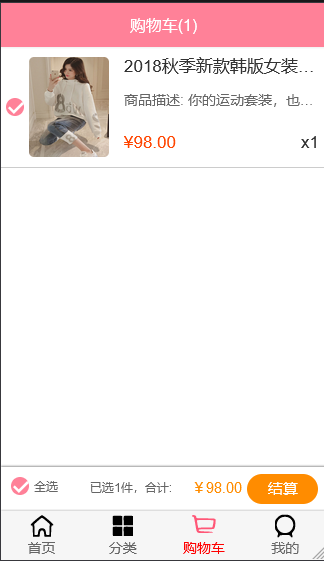 购物车(1)
2018秋季新款韩版女装…
商品描述: 你的运动套装，也…
¥98.00
x1
全选
已选1件，合计:
￥98.00
结算
首页
分类
购物车
我的